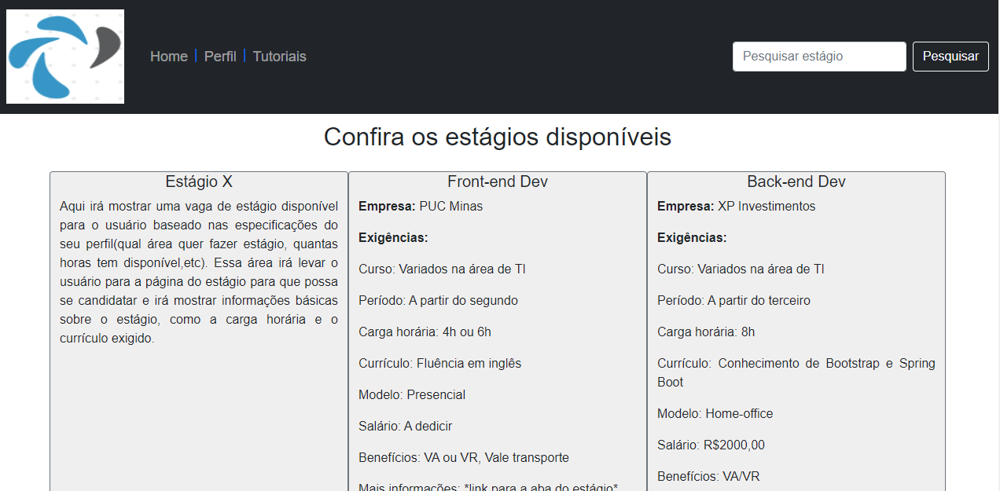 Home | Perfil | Tutoriais
Pesquisar estágio
Pesquisar
Confira os estágios disponíveis
Estágio X
Aqui irá mostrar uma vaga de estágio disponível
para o usuário baseado nas especificações do
seu perfil(qual área quer fazer estágio, quantas
horas tem disponível,etc). Essa área irá levar o
usuário para a página do estágio para que possa
se candidatar e irá mostrar informações básicas
sobre o estágio, como a carga horária e o
currículo exigido.
Front-end Dev
Empresa: PUC Minas
Exigências:
Curso: Variados na área de TI
Período: A partir do segundo
Carga horária: 4h ou 6h
Currículo: Fluência em inglês
Modelo: Presencial
Salário: A dedicir
Benefícios: VA ou VR, Vale transporte
Mais informações: *link para a aba do estágio*
Back-end Dev
Empresa: XP Investimentos
Exigências:
Curso: Variados na área de TI
Período: A partir do terceiro
Carga horária: 8h
Currículo: Conhecimento de Bootstrap e Spring
Boot
Modelo: Home-office
Salário: R$2000,00
Benefícios: VA/VR